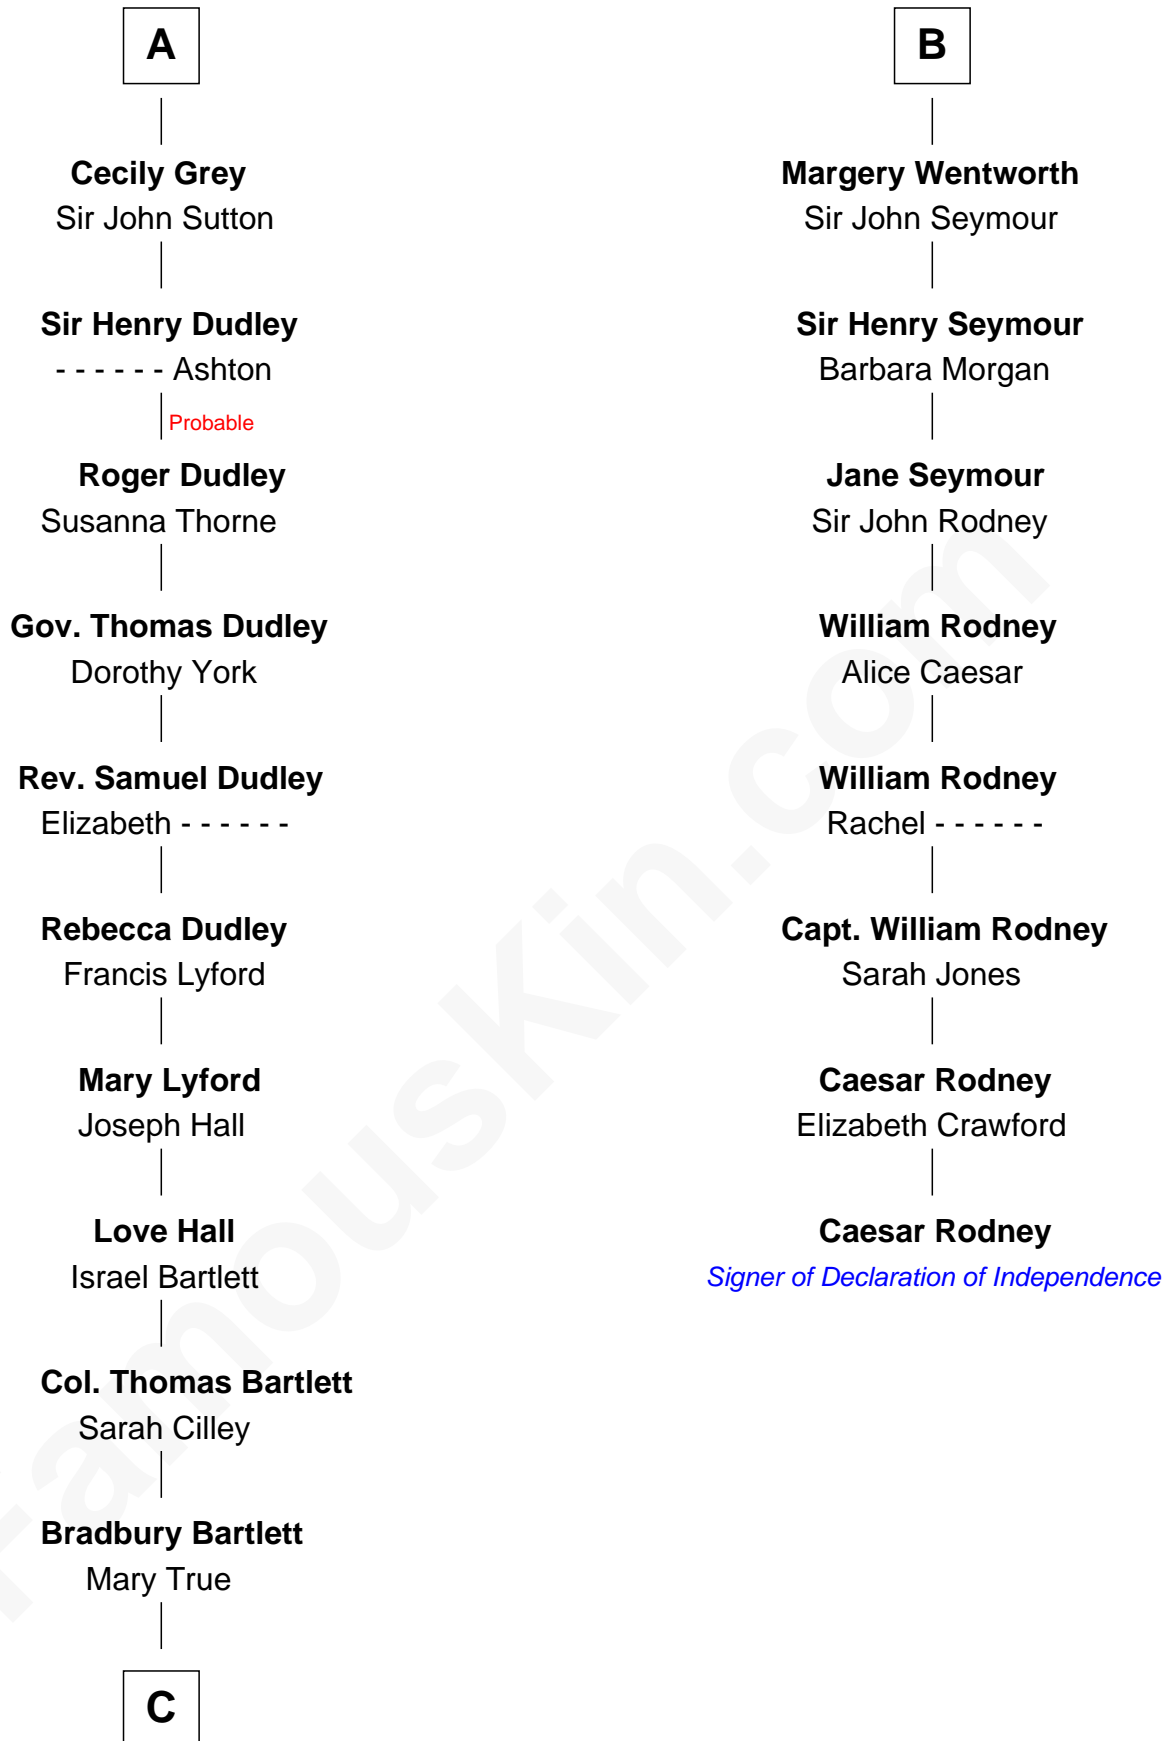 A
Cecily Grey
Sir John Sutton
Sir Henry Dudley
- - - - - - Ashton
Probable
Roger Dudley
Susanna Thorne
Gov. Thomas Dudley
Dorothy York
Rev. Samuel Dudley
Elizabeth - - - - - -
Rebecca Dudley
Francis Lyford
Mary Lyford
Joseph Hall
Love Hall
Israel Bartlett
Col. Thomas Bartlett
Sarah Cilley
Bradbury Bartlett
Mary True
C
B
Margery Wentworth
Sir John Seymour
Sir Henry Seymour
Barbara Morgan
Jane Seymour
Sir John Rodney
William Rodney
Alice Caesar
William Rodney
Rachel - - - - - -
Capt. William Rodney
Sarah Jones
Caesar Rodney
Elizabeth Crawford
Caesar Rodney
Signer of Declaration of Independence
FamousKin.com